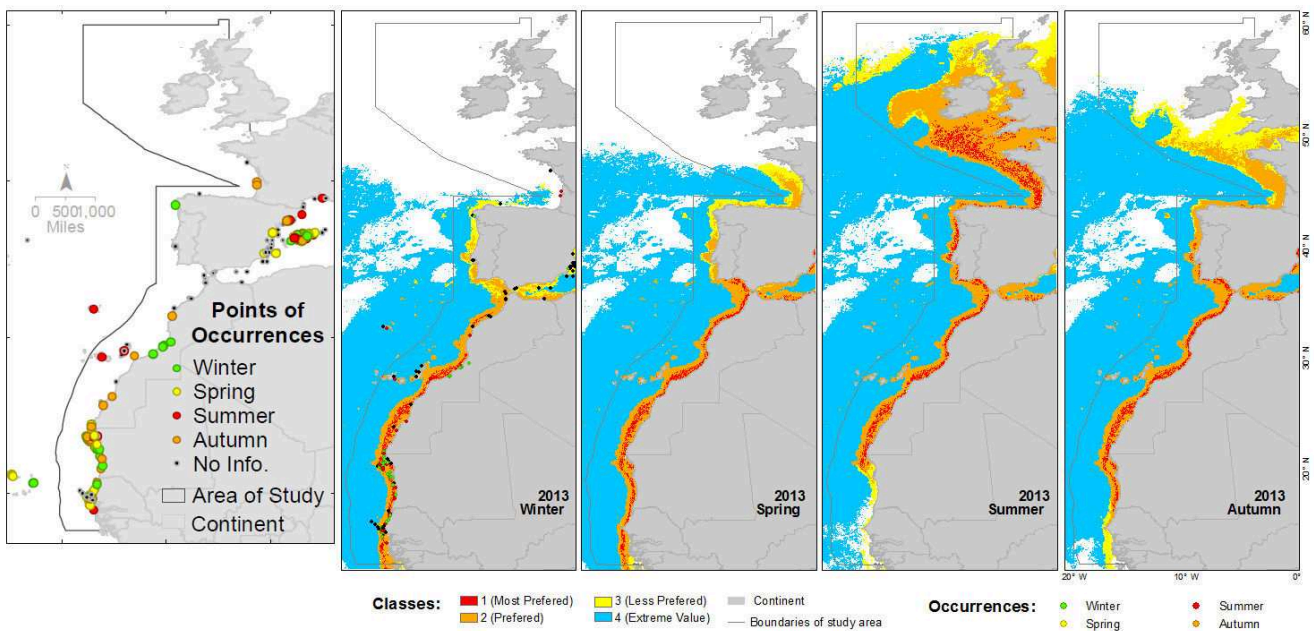 N
0 5001,000
Miles
Points of
Occurrences
Winter
Spring
Summer
Autumn
No Info.
Area of Study
Continent
2013
Winter
2013
Spring
2013
Summer
2013
Autumn
60° N
50° N
40° N
30° N
20° N
20° W 10° W 0°
Classes: 1 (Most Prefered) 3 (Less Prefered) Continent Occurrences: Winter Summer
2 (Prefered) 4 (Extreme Value) Boundaries of study area Spring Autumn